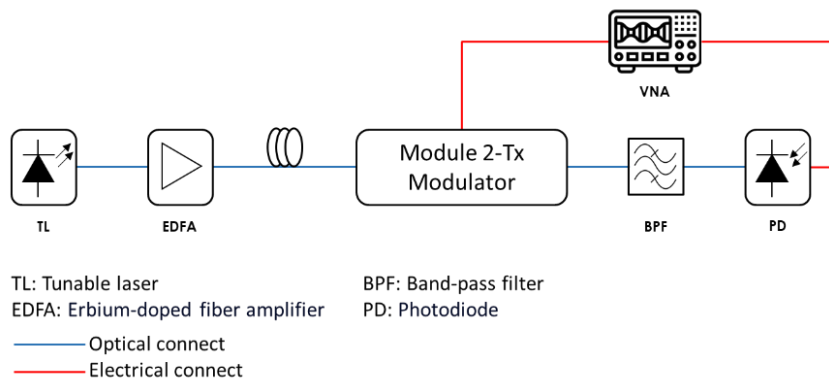 VNA
Module 2-Tx
Modulator
TL
EDFA
BPF
PD
TL: Tunable laser
BPF: Band-pass filter
EDFA: Erbium-doped fiber amplifier
PD: Photodiode
Optical connect
Electrical connect